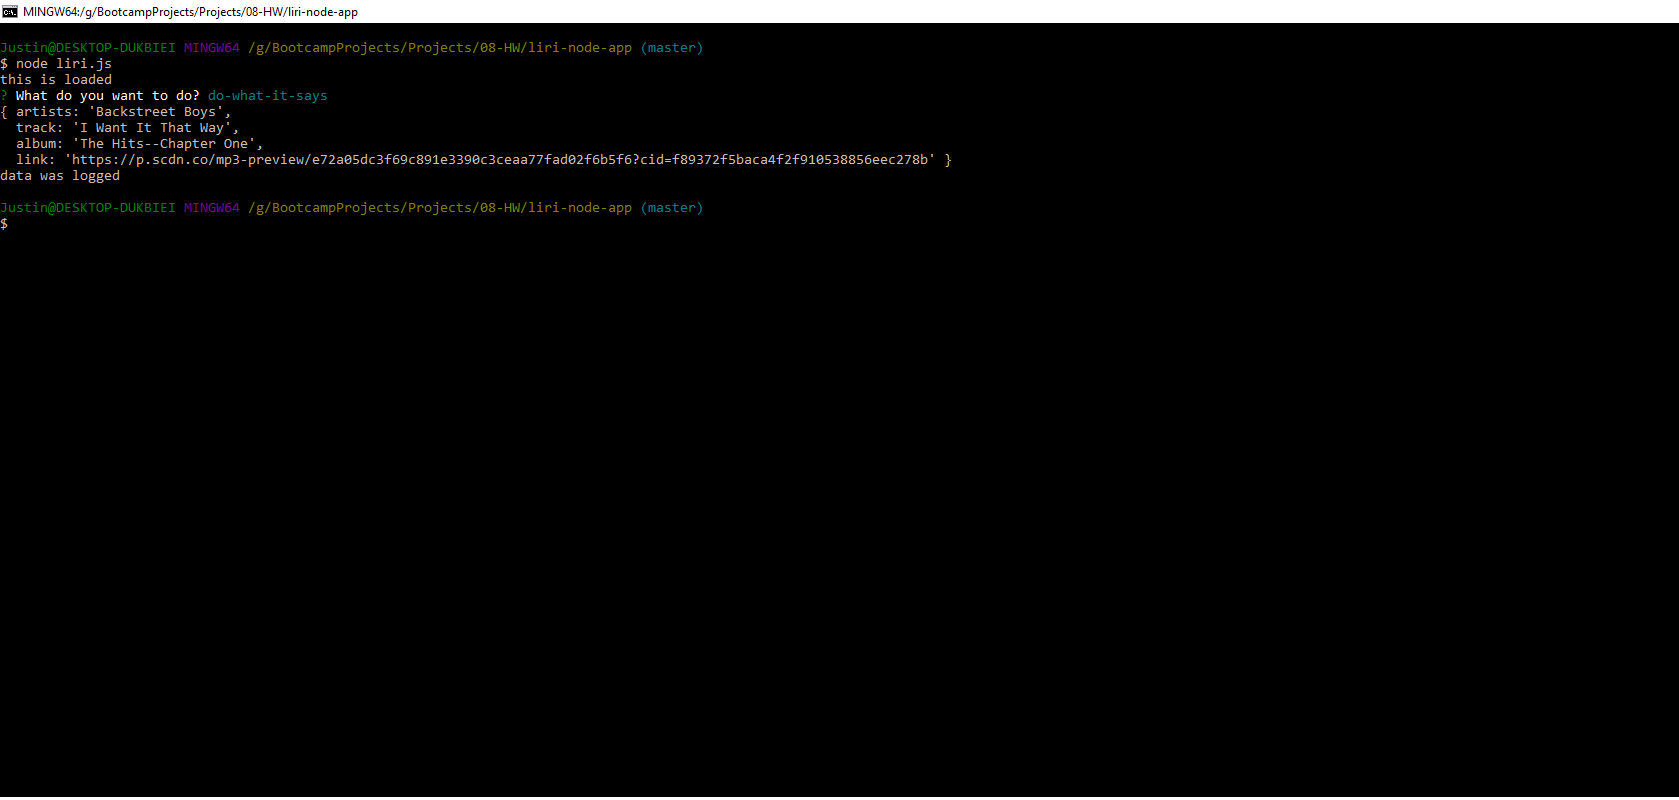 MINGW64:/g/BootcampProjects/Projects/08-HW/liri-node-app
Justin@DESKTOP-DUKBIEI MINGW64 /g/BootcampProjects/Projects/08-HW/liri-node-app (master)
$ node liri.js
this is loaded
? What do you want to do? do-what-it-says
{ artists: 'Backstreet Boys',
  track: 'I Want It That Way',
  album: 'The Hits--Chapter One',
  link: 'https://p.scdn.co/mp3-preview/e72a05dc3f69c891e3390c3ceaa77fad02f6b5f6?cid=f89372f5baca4f2f910538856eec278b' }
data was logged
Justin@DESKTOP-DUKBIEI MINGW64 /g/BootcampProjects/Projects/08-HW/liri-node-app (master)
$